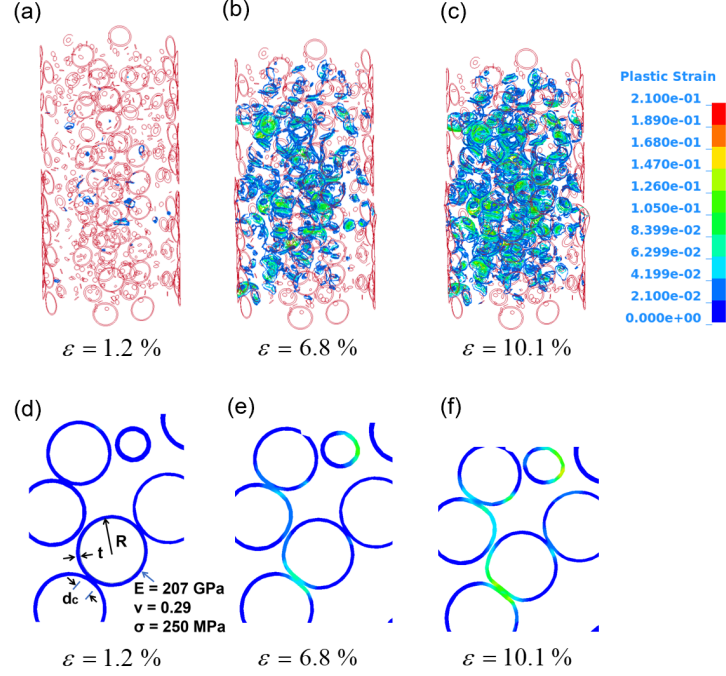 (a)
(b)
(c)
Plastic Strain
2.100e-01
1.890e-01
1.680e-01
1.470e-01
1.260e-01
1.050e-01
8.399e-02
6.299e-02
4.199e-02
2.100e-02
0.000e+00
ε = 1.2 %
ε = 6.8 %
ε = 10.1 %
(d)
(e)
(f)
R
t
dc
E = 207 GPa
ν = 0.29
σ = 250 MPa
ε = 1.2 %
ε = 6.8 %
ε = 10.1 %